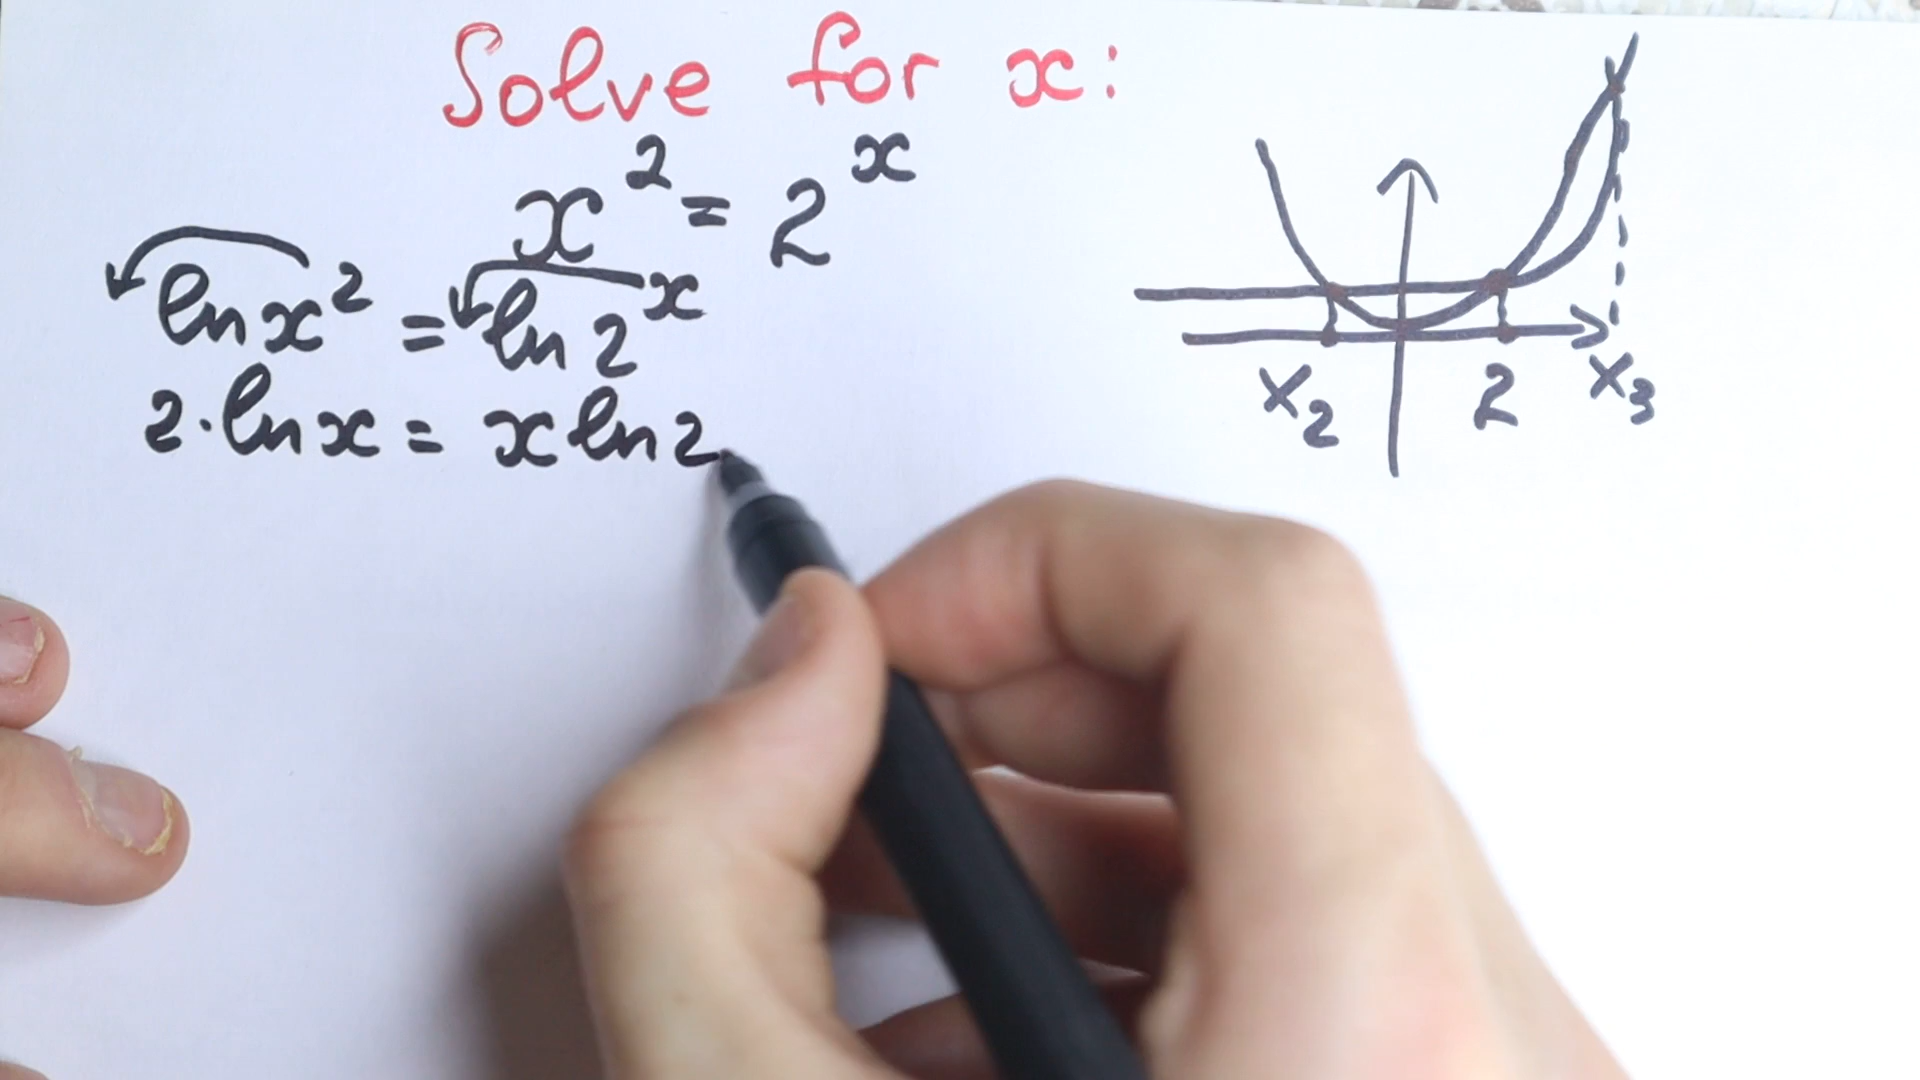 Solve for x:
x² = 2ˣ
ln x² = ln 2ˣ
2·ln x = x ln 2
x₂ 2 x₃